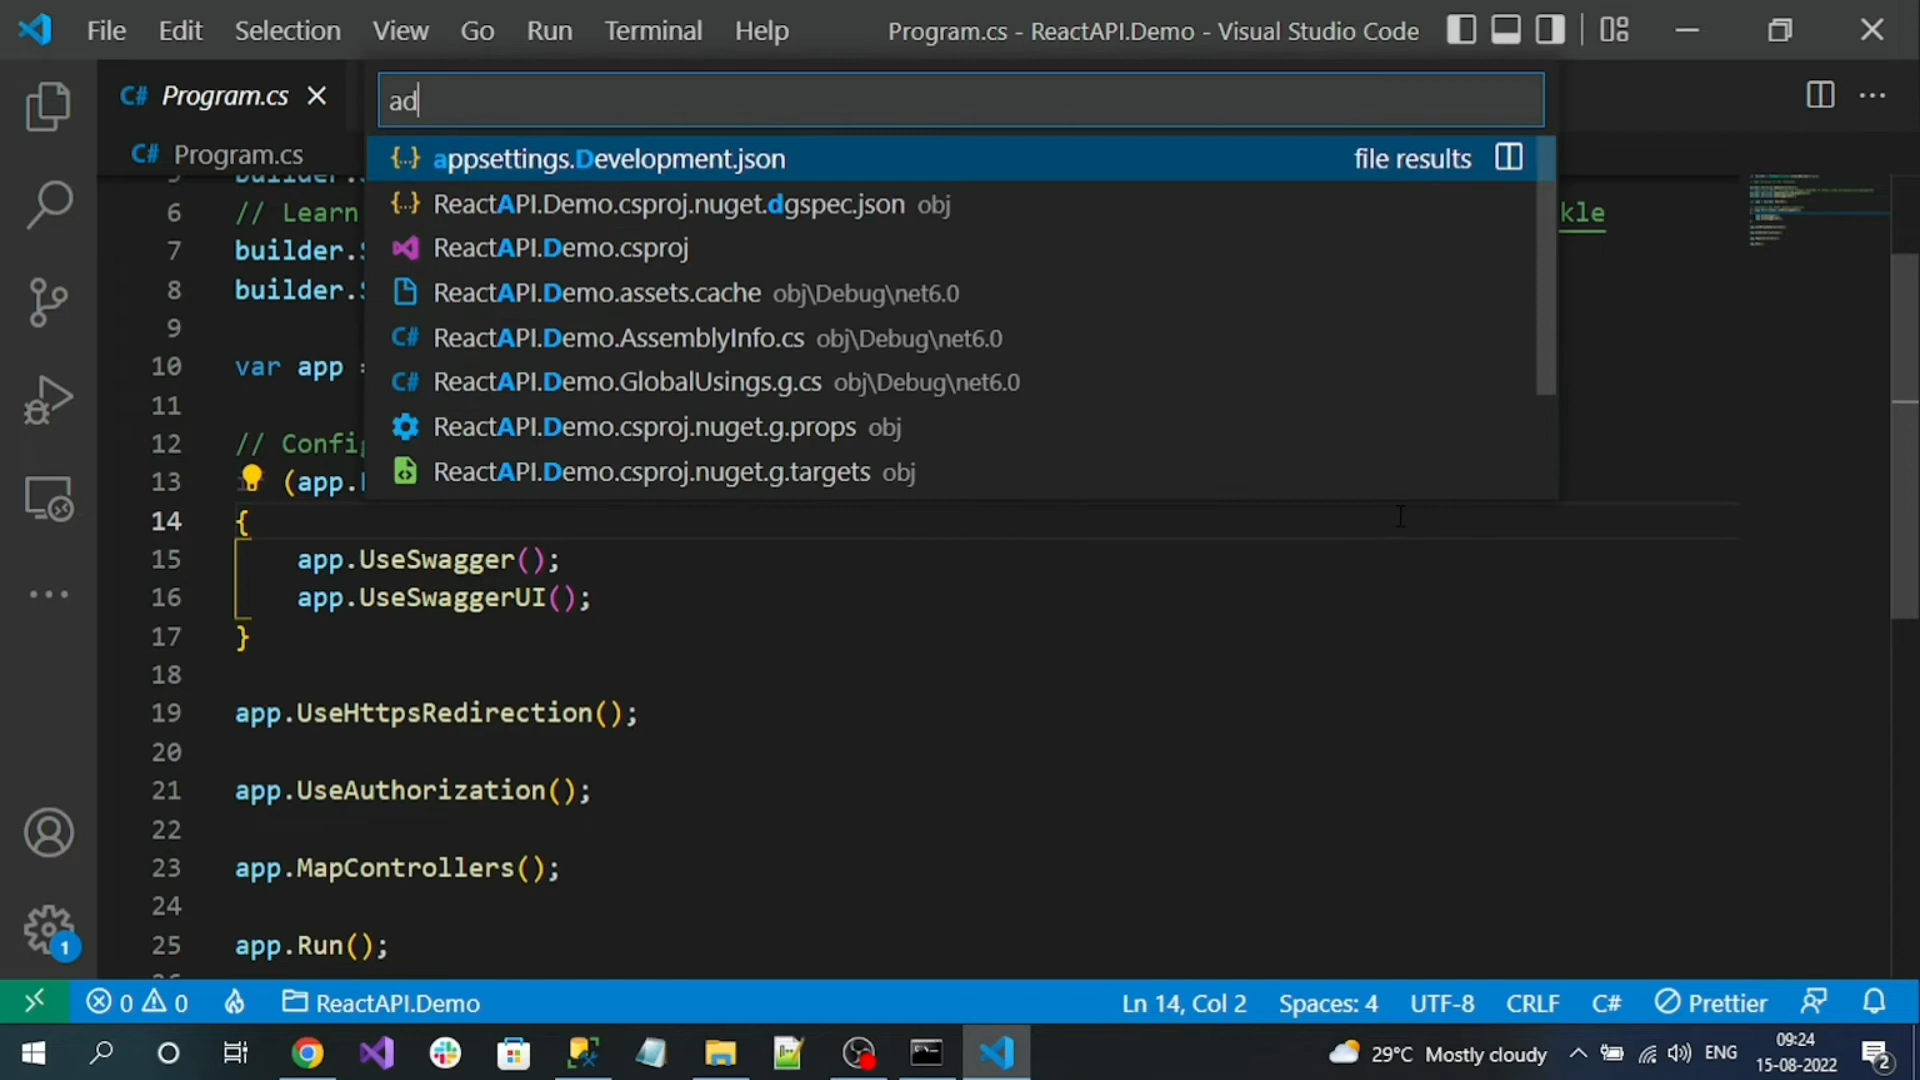 File Edit Selection View Go Run Terminal Help Program.cs - ReactAPI.Demo - Visual Studio Code
C# Program.cs
ad
C# Program.cs
{..} appsettings.Development.json file results
{..} ReactAPI.Demo.csproj.nuget.dgspec.json obj
ReactAPI.Demo.csproj
ReactAPI.Demo.assets.cache obj\Debug\net6.0
C# ReactAPI.Demo.AssemblyInfo.cs obj\Debug\net6.0
C# ReactAPI.Demo.GlobalUsings.g.cs obj\Debug\net6.0
ReactAPI.Demo.csproj.nuget.g.props obj
ReactAPI.Demo.csproj.nuget.g.targets obj
6 // Learn kle
7 builder.
8 builder.
9
10 var app =
11
12 // Config
13 (app.
14 {
15 app.UseSwagger();
16 app.UseSwaggerUI();
17 }
18
19 app.UseHttpsRedirection();
20
21 app.UseAuthorization();
22
23 app.MapControllers();
24
25 app.Run();
1
0 0 ReactAPI.Demo Ln 14, Col 2 Spaces: 4 UTF-8 CRLF C# Prettier
29°C Mostly cloudy ENG 09:24
15-08-2022 2